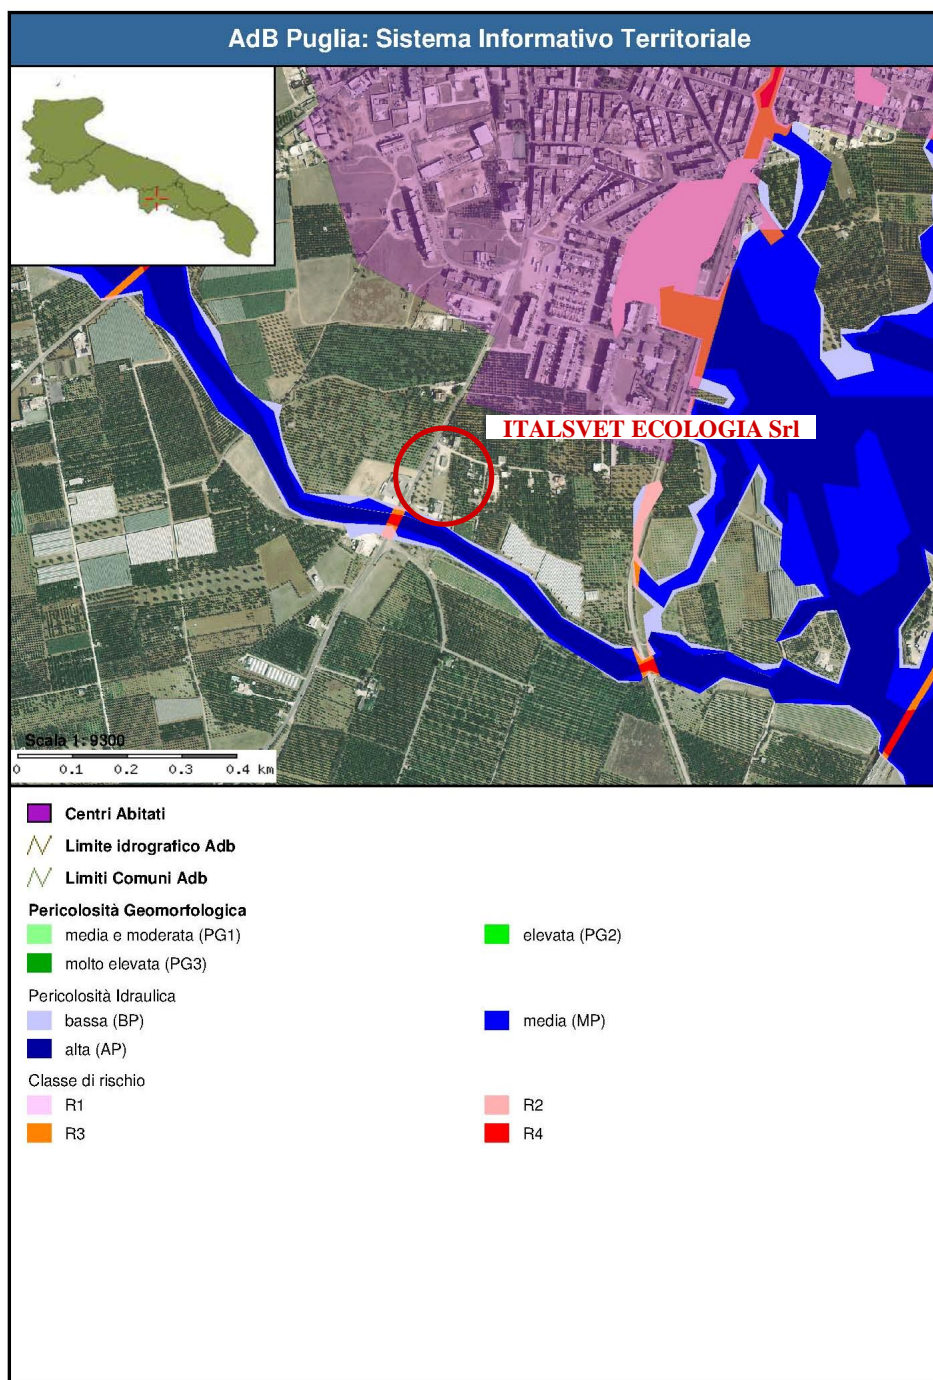 AdB Puglia: Sistema Informativo Territoriale
ITALSVET ECOLOGIA Srl
Scala 1:9300
0 0.1 0.2 0.3 0.4 km
Centri Abitati
Limite idrografico Adb
Limiti Comuni Adb
Pericolosità Geomorfologica
media e moderata (PG1)
elevata (PG2)
molto elevata (PG3)
Pericolosità Idraulica
bassa (BP)
media (MP)
alta (AP)
Classe di rischio
R1
R2
R3
R4